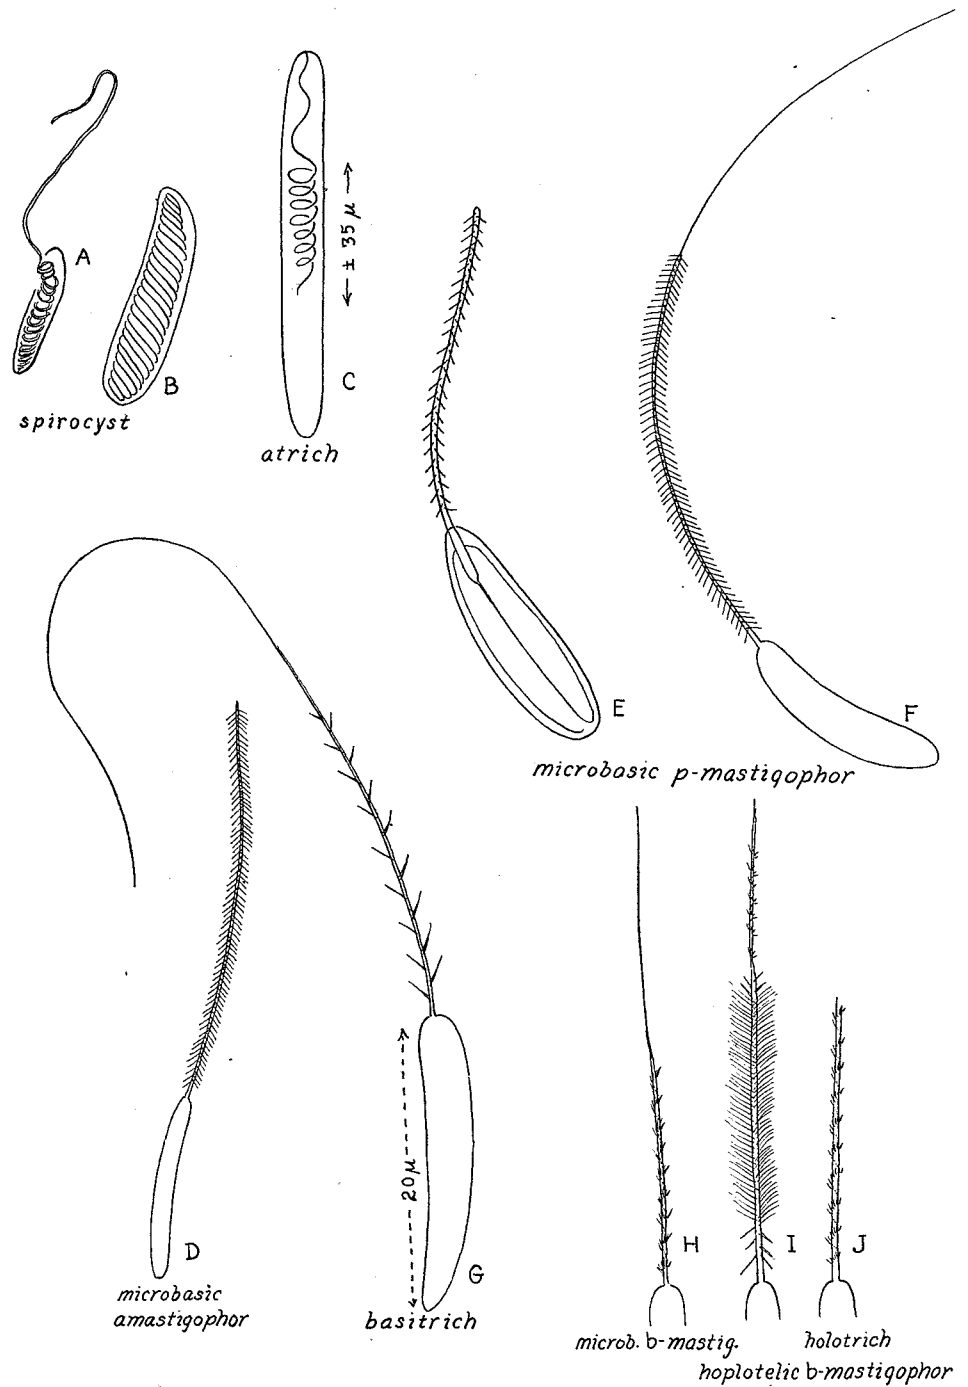 A
B
spirocyst
± 35 μ
C
atrich
E
F
microbasic p-mastigophor
D
microbasic
amastigophor
20 μ
G
basitrich
H
I
J
microb. b-mastig.
holotrich
hoplotelic b-mastigophor